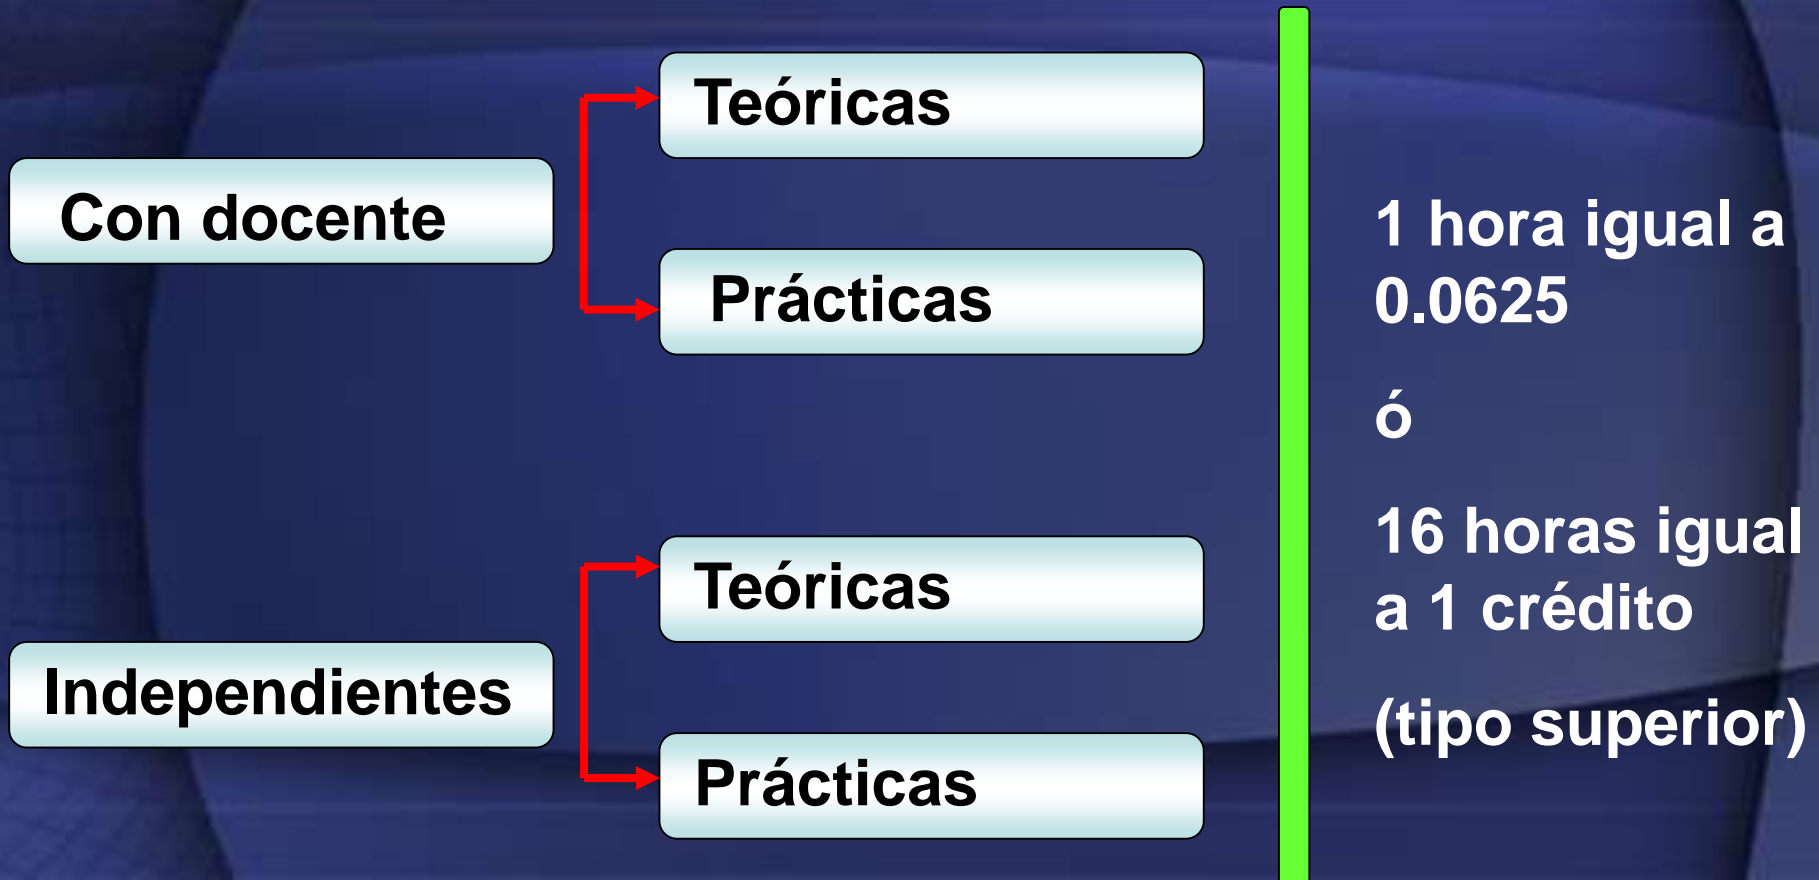 Con docente
Teóricas
Prácticas
Independientes
Teóricas
Prácticas
1 hora igual a
0.0625
ó
16 horas igual
a 1 crédito
(tipo superior)